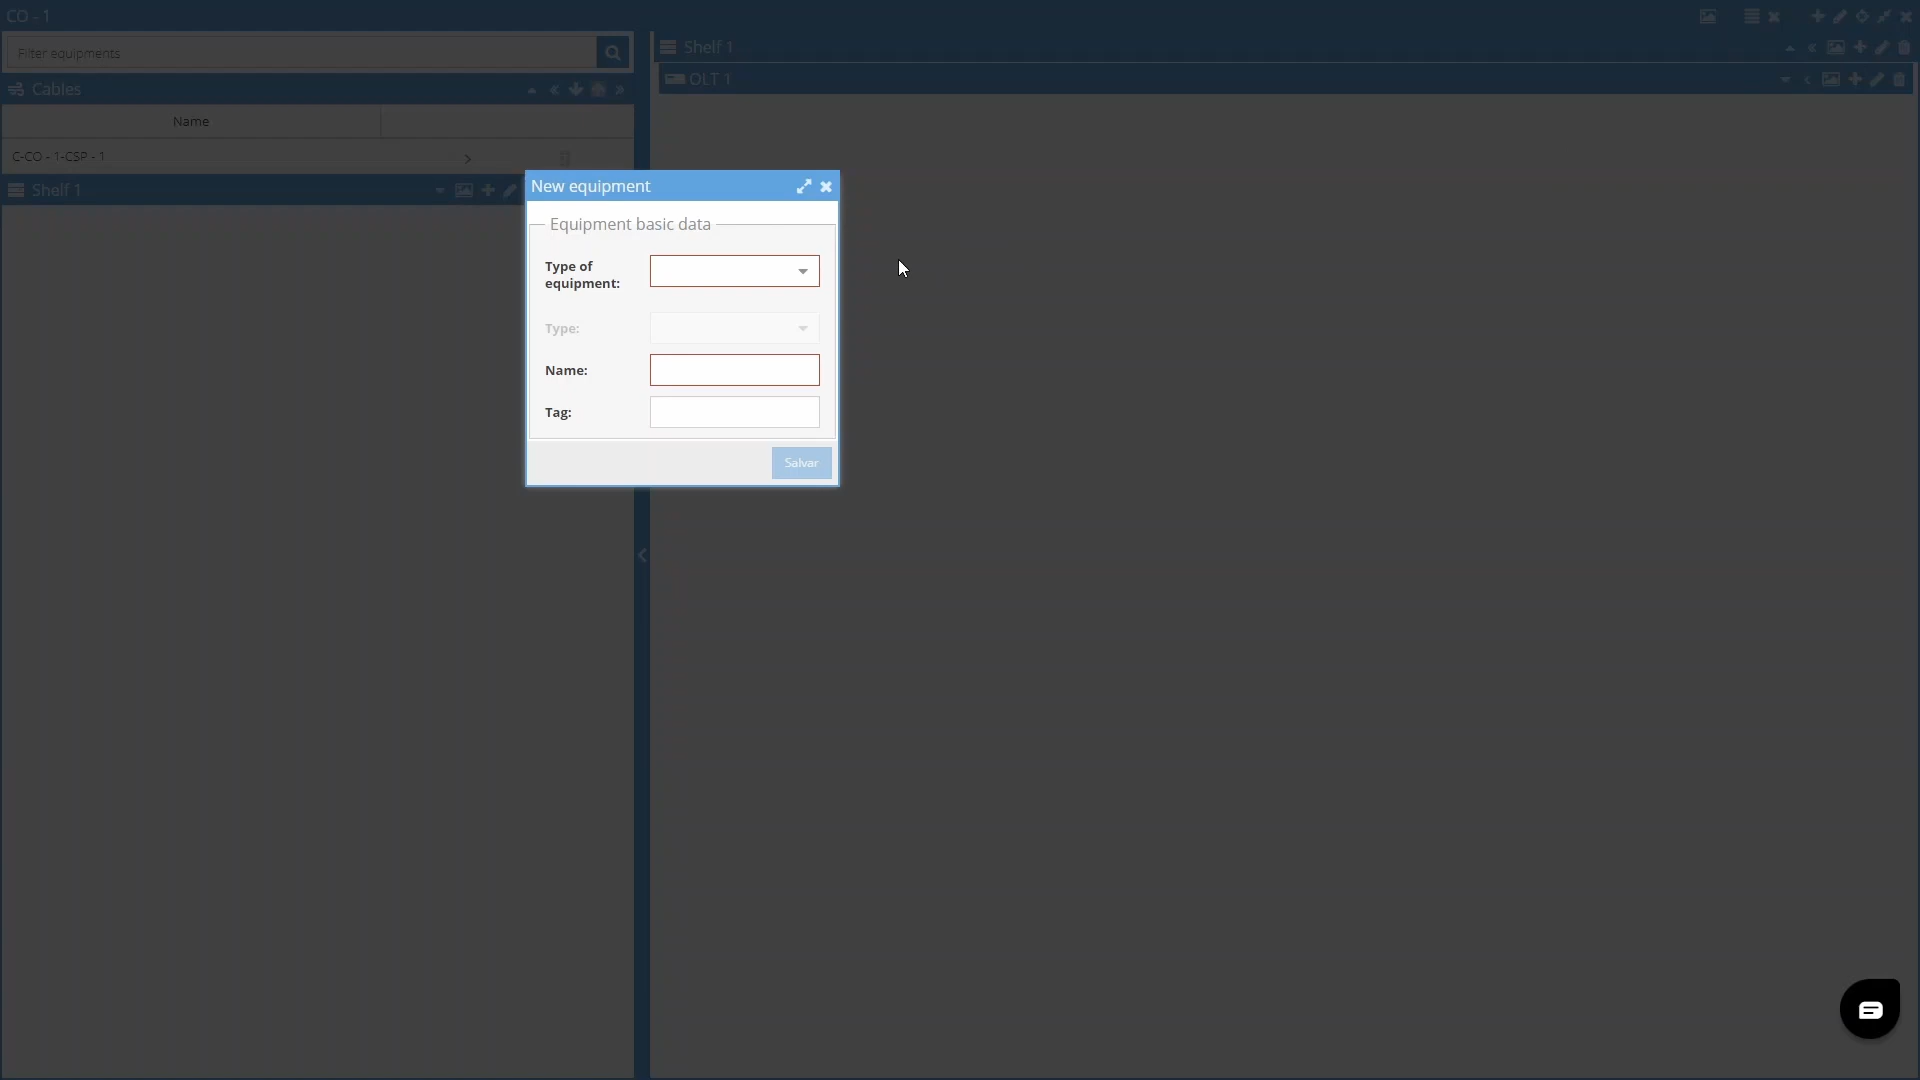 CO - 1
Filter equipments
Shelf 1
Cables
OLT 1
Name
C-CO - 1-CSP - 1
Shelf 1
New equipment
Equipment basic data
Type of
equipment:
Type:
Name:
Tag:
Salvar